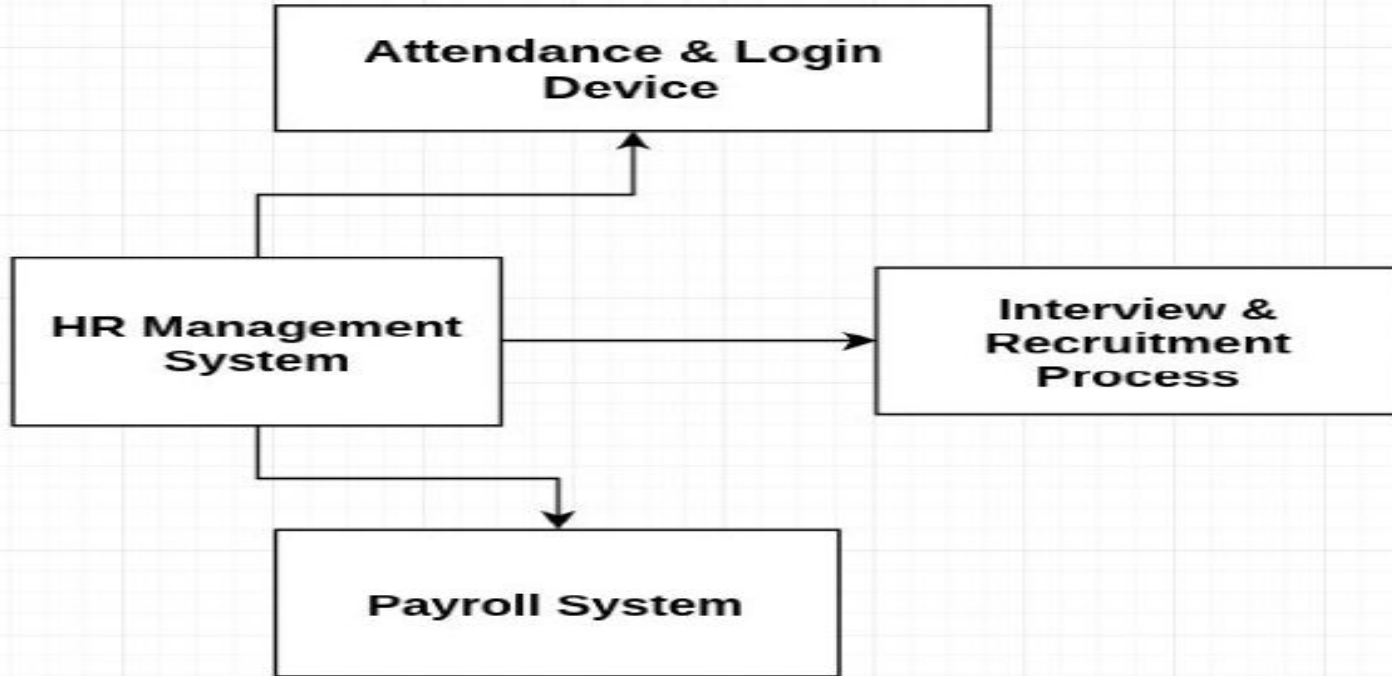 Attendance & Login
Device
HR Management
System
Interview &
Recruitment
Process
Payroll System